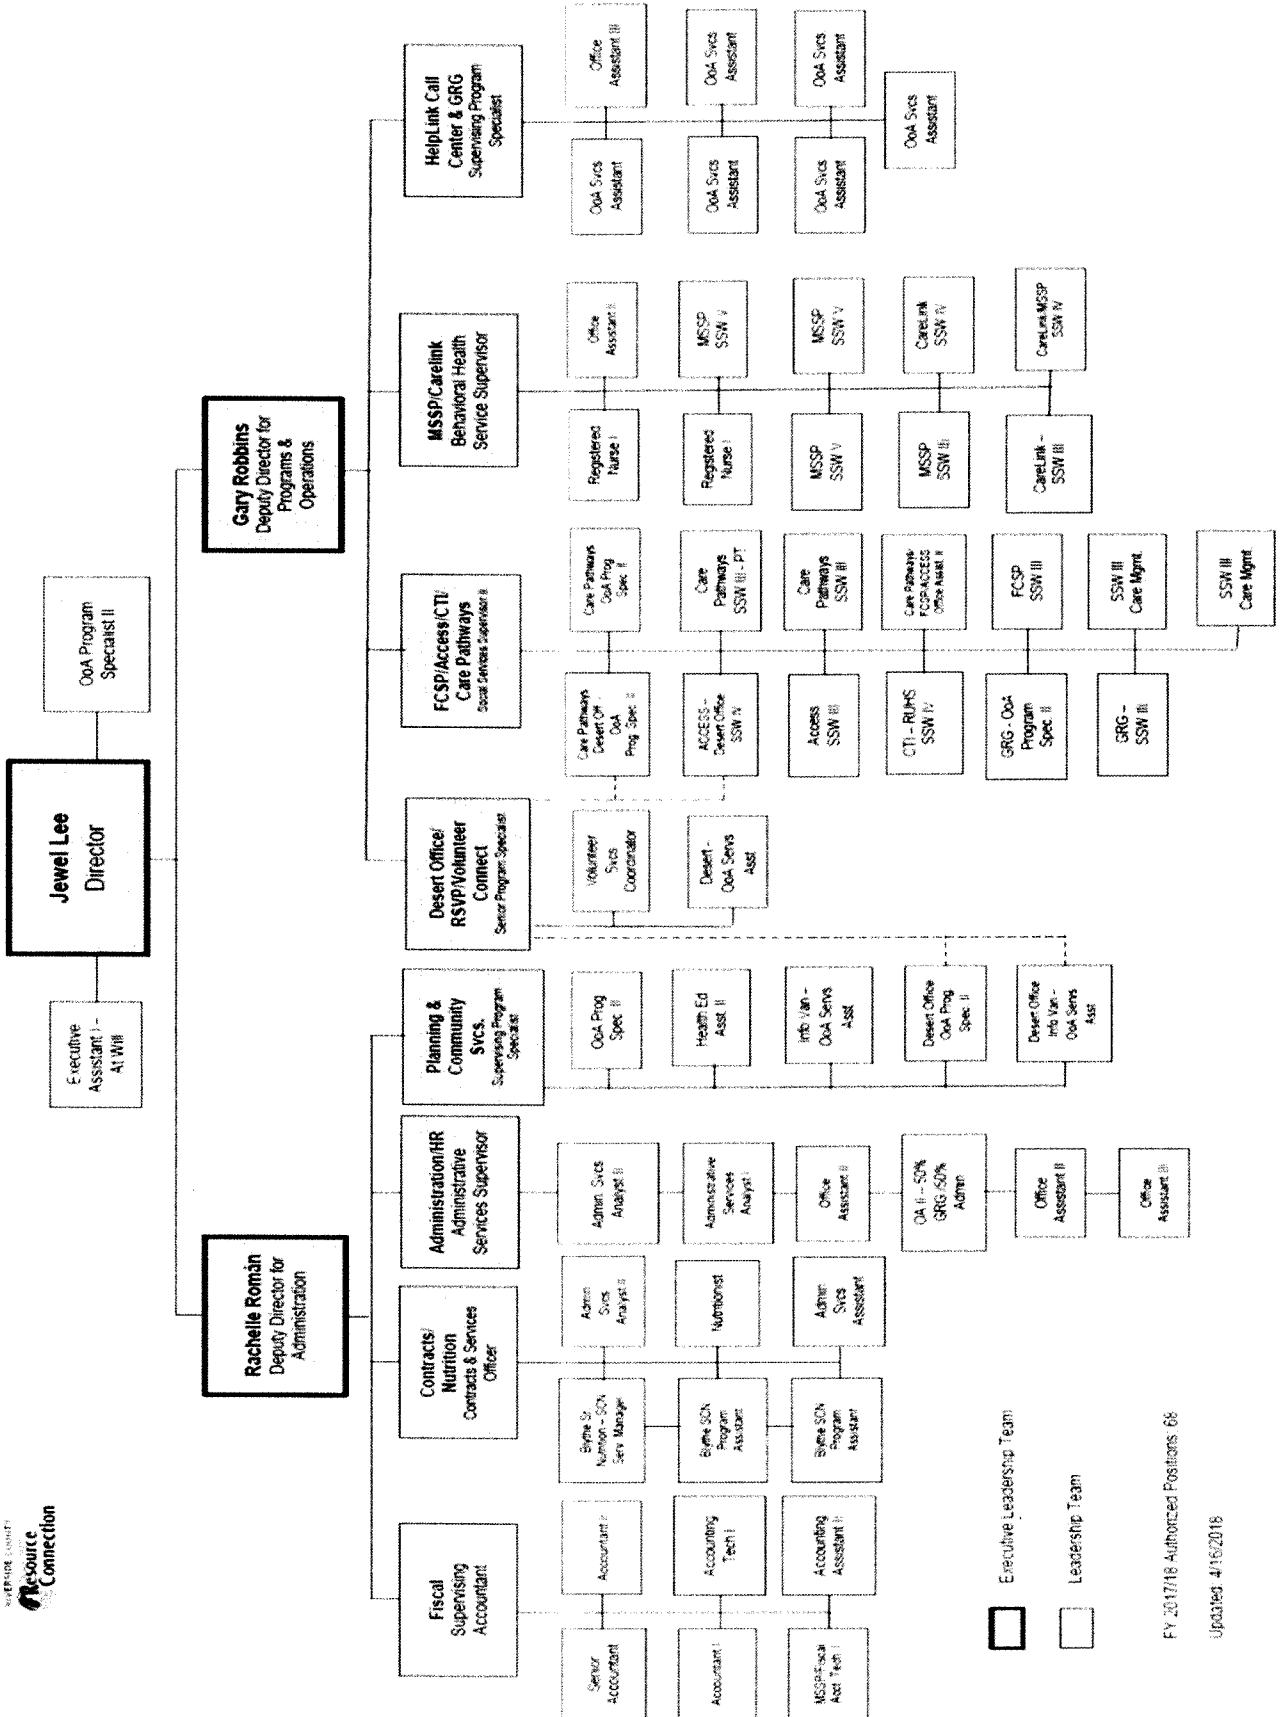 RIVERSIDE COUNTY
Resource
Connection
Jewel Lee
Director
Executive
Assistant I –
At Will
OoA Program
Specialist II
Rachelle Román
Deputy Director for
Administration
Gary Robbins
Deputy Director for
Programs &
Operations
Fiscal
Supervising
Accountant
Contracts/
Nutrition
Contracts & Services
Officer
Administration/HR
Administrative
Services Supervisor
Planning &
Community
Svcs.
Supervising Program
Specialist
Desert Office/
RSVP/Volunteer
Connect
Senior Program Specialist
FCSP/Access/CTI/
Care Pathways
Social Services Supervisor II
MSSP/Carelink
Behavioral Health
Service Supervisor
HelpLink Call
Center & GRG
Supervising Program
Specialist
Senior
Accountant
Accountant II
Accountant I
Accounting
Tech I
MSSP/Fiscal
Acct. Tech I
Accounting
Assistant II
Blythe Sr.
Nutrition – SCN
Serv. Manager
Admin
Svcs
Analyst II
Blythe SCN
Program
Assistant
Nutritionist
Blythe SCN
Program
Assistant
Admin
Svcs
Assistant
Admin. Svcs
Analyst II
Administrative
Services
Analyst I
Office
Assistant II
OA II – 50%
GRG /50%
Admin
Office
Assistant II
Office
Assistant III
OoA Prog
Spec. II
Health Ed
Asst. II
Info Van –
OoA Servs
Asst
Desert Office
OoA Prog.
Spec. II
Desert Office
Info Van –
OoA Servs
Asst
Volunteer
Svcs
Coordinator
Desert -
OoA Servs
Asst
Care Pathways
Desert Off -
OoA
Prog. Spec. II
Care Pathways
OoA Prog
Spec II
ACCESS –
Desert Office
SSW IV
Care
Pathways
SSW III - PT
Access
SSW III
Care
Pathways
SSW III
CTI – RUHS
SSW IV
Care Pathways-
FCSP/ACCESS
Office Assist. II
GRG - OoA
Program
Spec. II
FCSP
SSW III
GRG –
SSW III
SSW III
Care Mgmt.
SSW III
Care Mgmt.
Registered
Nurse I
Office
Assistant II
Registered
Nurse I
MSSP
SSW V
MSSP
SSW V
MSSP
SSW V
MSSP
SSW III
CareLink
SSW IV
CareLink –
SSW III
CareLink/MSSP
SSW IV
OoA Svcs
Assistant
Office
Assistant III
OoA Svcs
Assistant
OoA Svcs
Assistant
OoA Svcs
Assistant
OoA Svcs
Assistant
OoA Svcs
Assistant
Executive Leadership Team
Leadership Team
FY 2017/18 Authorized Positions: 68
Updated: 4/16/2018